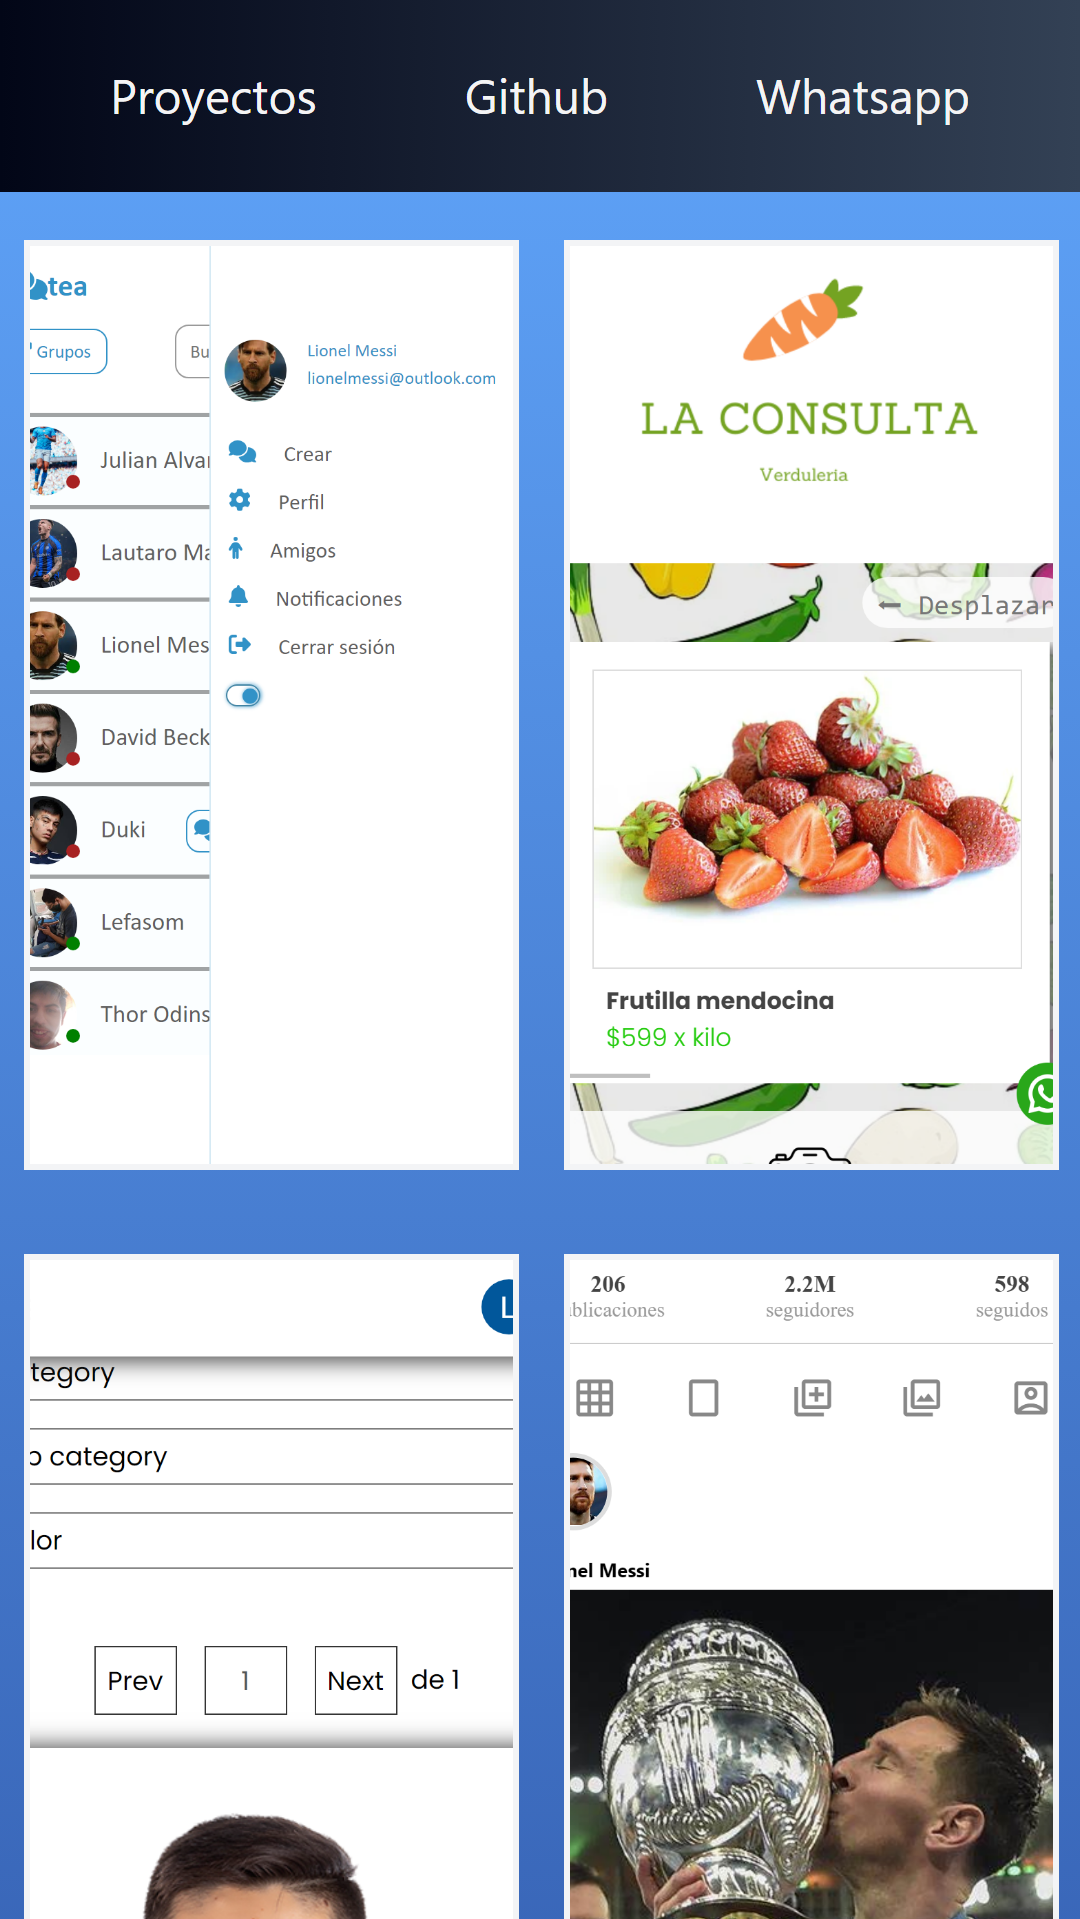 Proyectos Github Whatsapp
tea
Grupos
Bu
Lionel Messi
lionelmessi@outlook.com
Julian Alvar
Crear
Perfil
Lautaro Ma
Amigos
Notificaciones
Lionel Mes
Cerrar sesión
David Beck
Duki
Lefasom
Thor Odins
LA CONSULTA
Verduleria
Desplazar
Frutilla mendocina
$599 x kilo
L
tegory
category
lor
Prev 1 Next de 1
206 2.2M 598
blicaciones seguidores seguidos
nel Messi